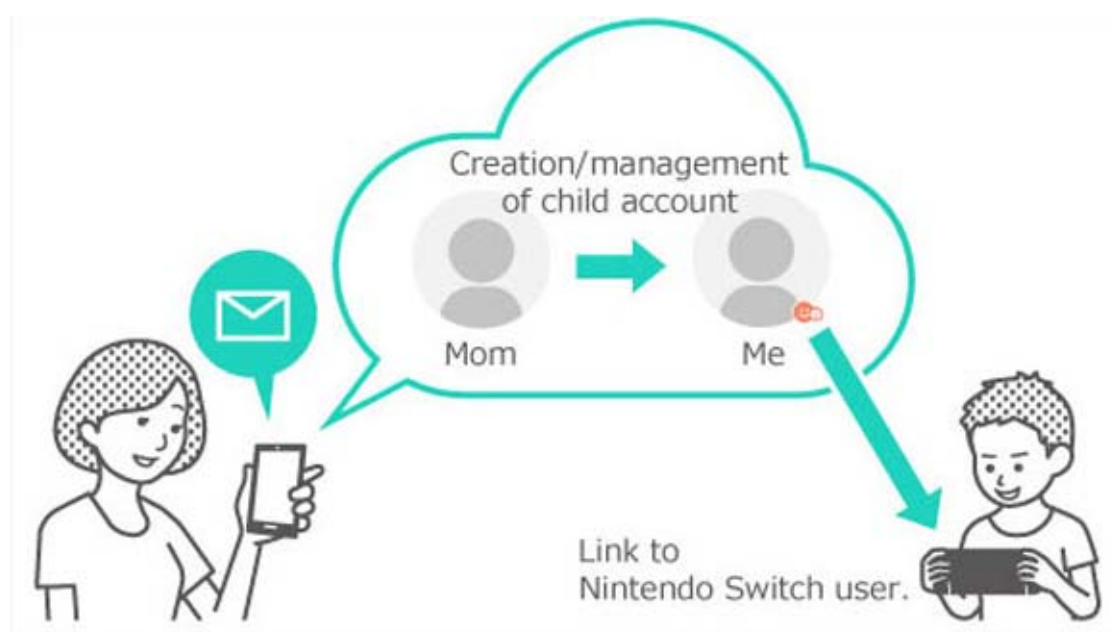 Creation/management
of child account
Mom
Me
Link to
Nintendo Switch user.